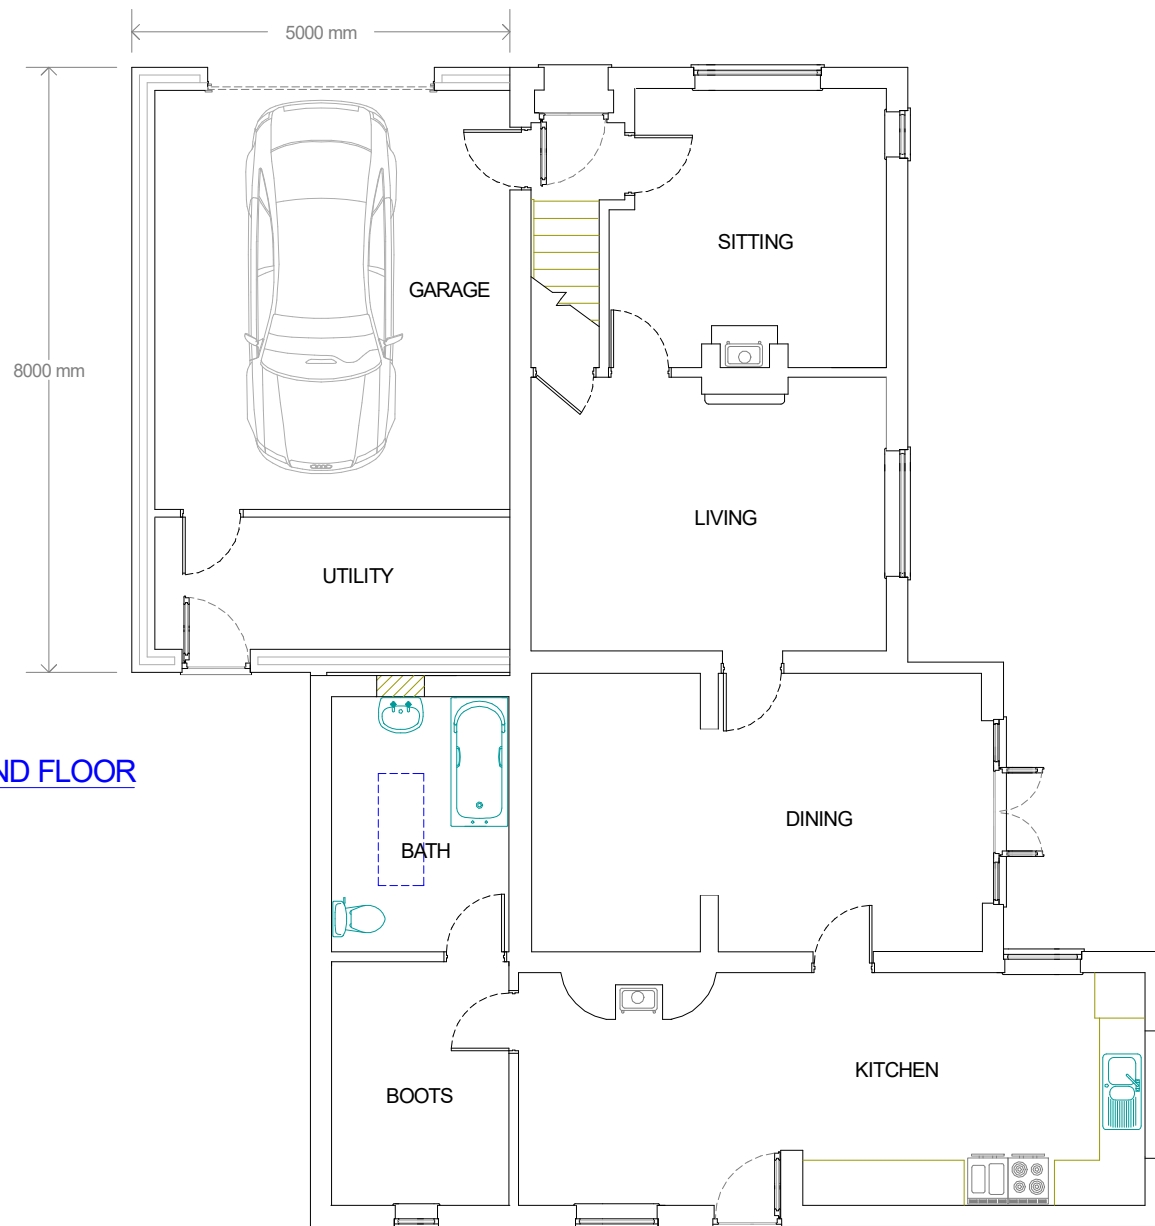 5000 mm
SITTING
GARAGE
8000 mm
LIVING
UTILITY
ND FLOOR
DINING
BATH
KITCHEN
BOOTS